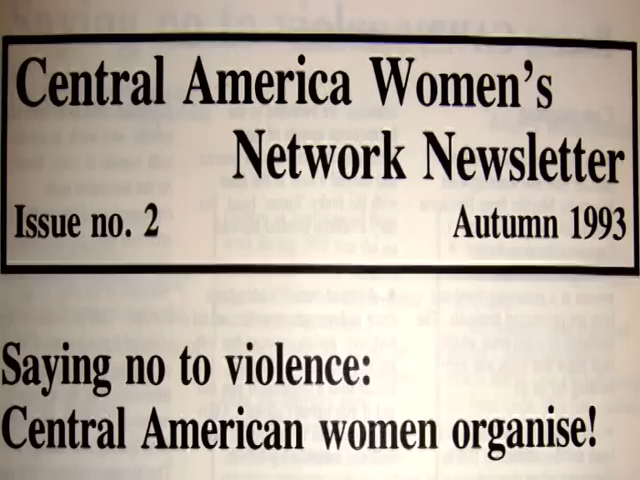 Central America Women's
Network Newsletter
Issue no. 2 Autumn 1993
Saying no to violence:
Central American women organise!